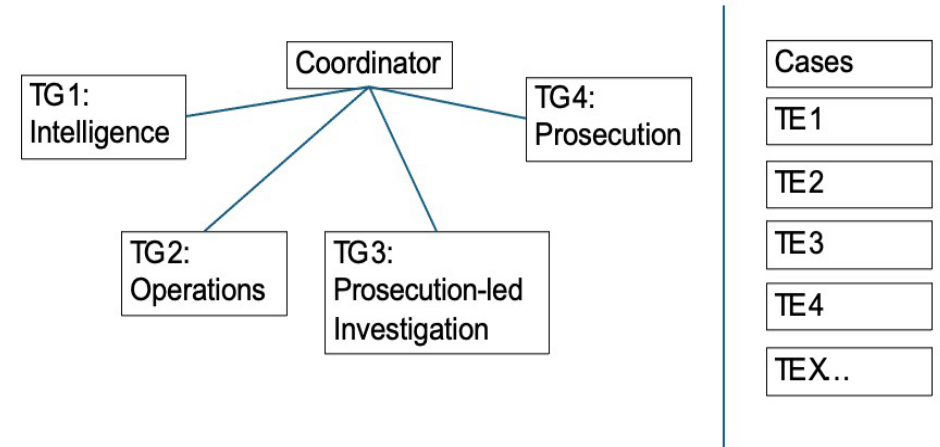 Coordinator
TG1:
Intelligence
TG4:
Prosecution
TG2:
Operations
TG3:
Prosecution-led
Investigation
Cases
TE1
TE2
TE3
TE4
TEX...